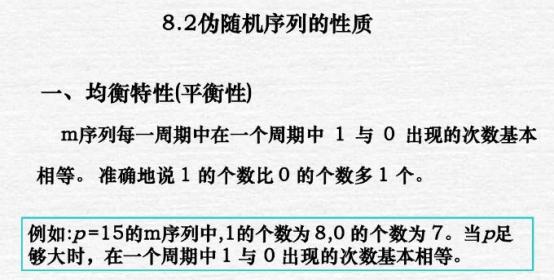 8.2伪随机序列的性质
一、均衡特性(平衡性)
m序列每一周期中在一个周期中 1 与 0 出现的次数基本
相等。 准确地说 1 的个数比 0 的个数多 1 个。
例如:p=15的m序列中,1的个数为 8,0 的个数为 7。当p足
够大时，在一个周期中 1 与 0 出现的次数基本相等。